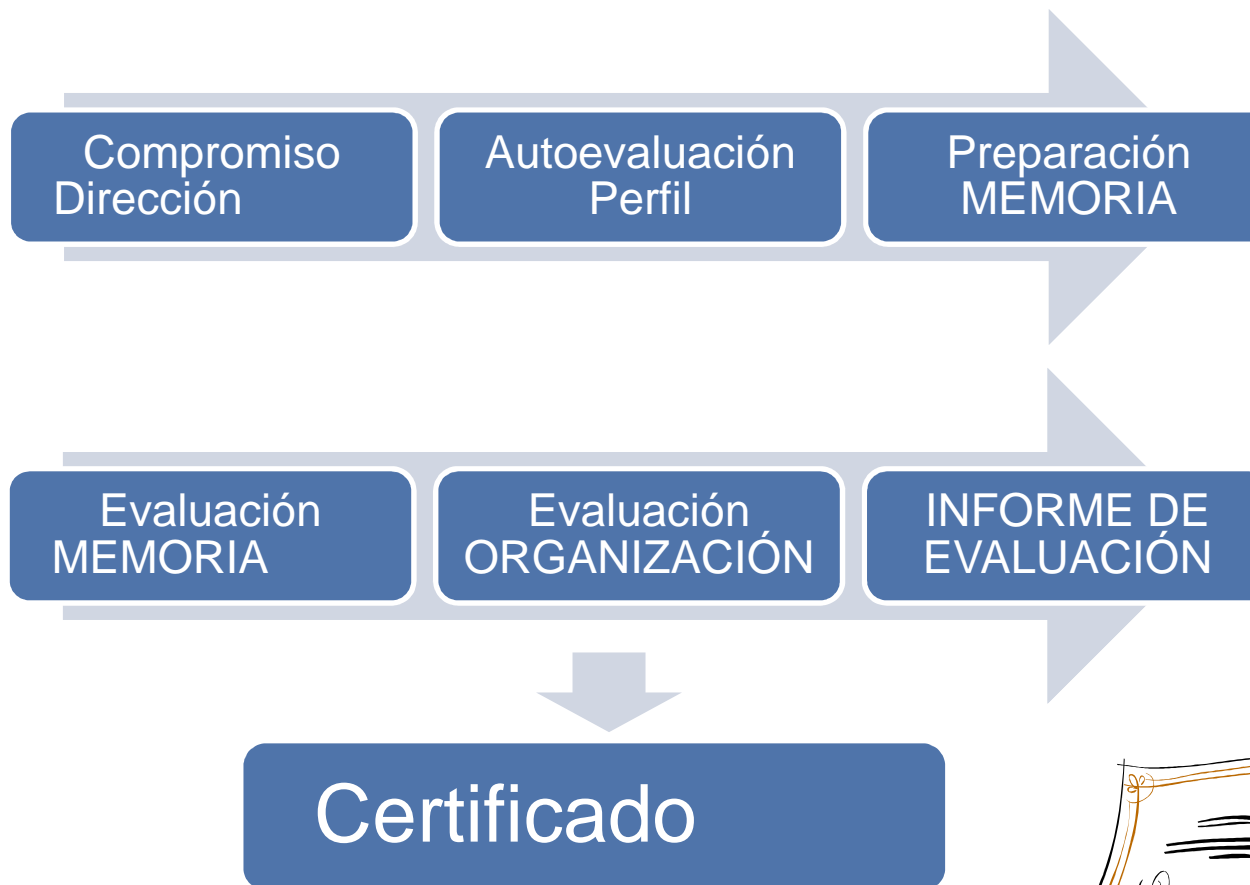 Compromiso
Dirección
Autoevaluación
Perfil
Preparación
MEMORIA
Evaluación
MEMORIA
Evaluación
ORGANIZACIÓN
INFORME DE
EVALUACIÓN
Certificado